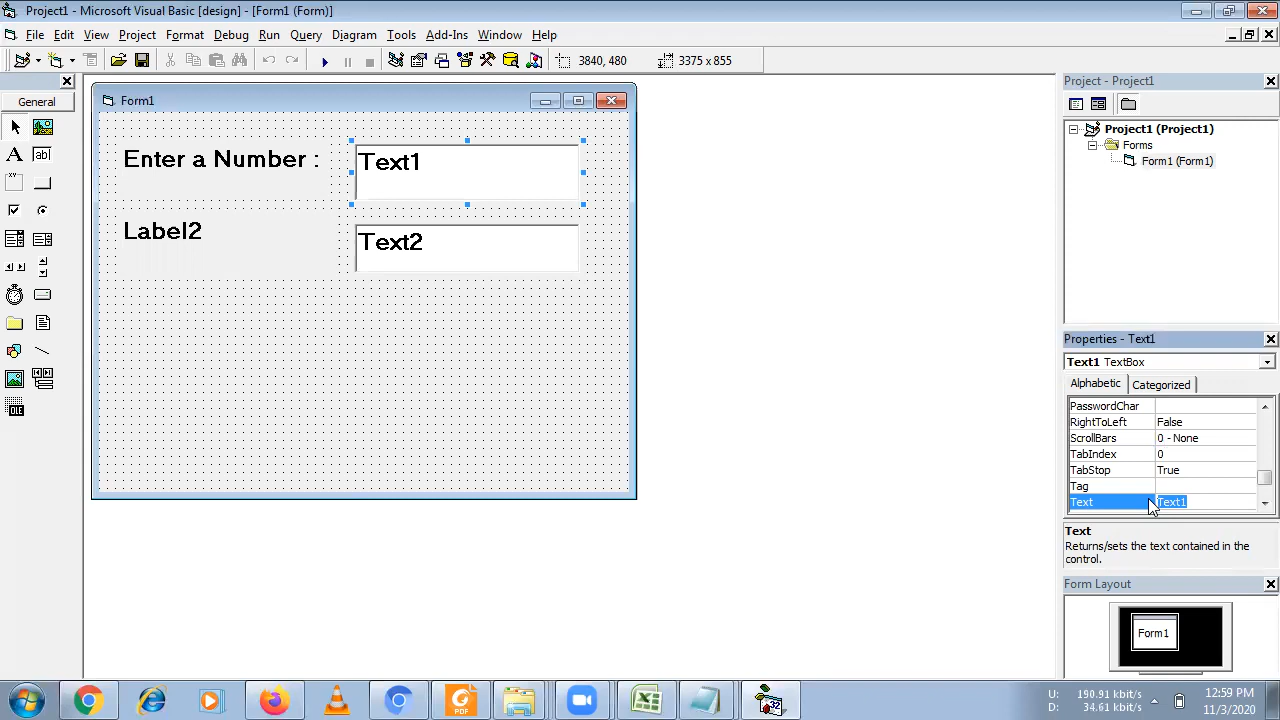 Project1 - Microsoft Visual Basic [design] - [Form1 (Form)]
File Edit View Project Format Debug Run Query Diagram Tools Add-Ins Window Help
3840, 480 3375 x 855
General
Form1
Enter a Number :
Text1
Label2
Text2
Project - Project1
Project1 (Project1)
Forms
Form1 (Form1)
Properties - Text1
Text1 TextBox
Alphabetic Categorized
PasswordChar
RightToLeft False
ScrollBars 0 - None
TabIndex 0
TabStop True
Tag
Text Text1
Text
Returns/sets the text contained in the
control.
Form Layout
Form1
U: 190.91 kbit/s
D: 34.61 kbit/s
12:59 PM
11/3/2020
A
ab|
OLE
PDF
32